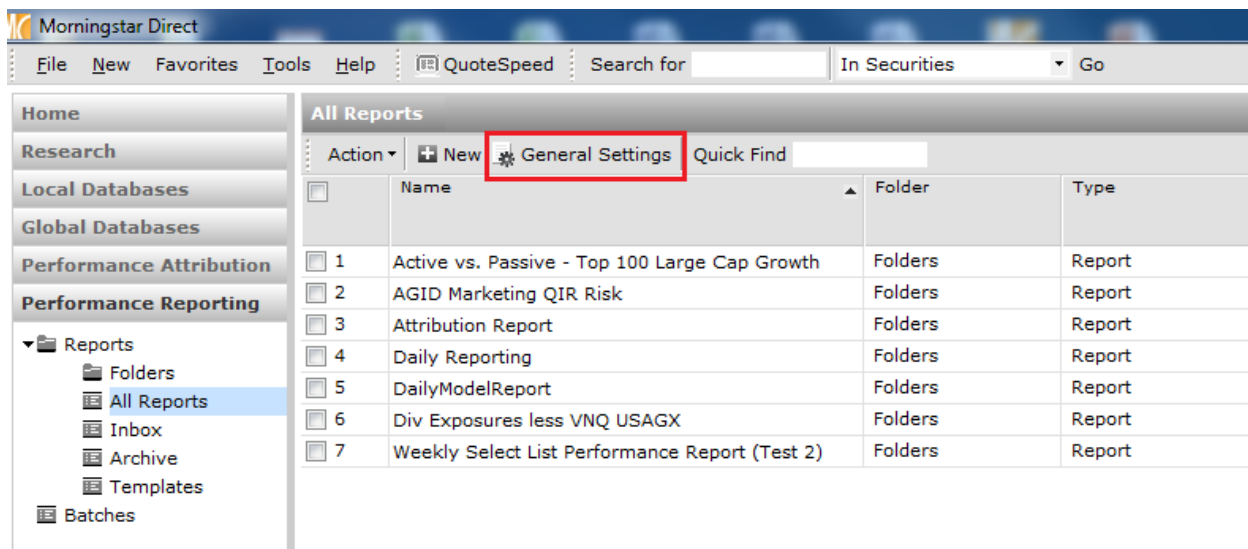 Morningstar Direct
File New Favorites Tools Help QuoteSpeed Search for In Securities Go
Home
Research
Local Databases
Global Databases
Performance Attribution
Performance Reporting
Reports
Folders
All Reports
Inbox
Archive
Templates
Batches
All Reports
Action New General Settings Quick Find
Name Folder Type
1 Active vs. Passive - Top 100 Large Cap Growth Folders Report
2 AGID Marketing QIR Risk Folders Report
3 Attribution Report Folders Report
4 Daily Reporting Folders Report
5 DailyModelReport Folders Report
6 Div Exposures less VNQ USAGX Folders Report
7 Weekly Select List Performance Report (Test 2) Folders Report